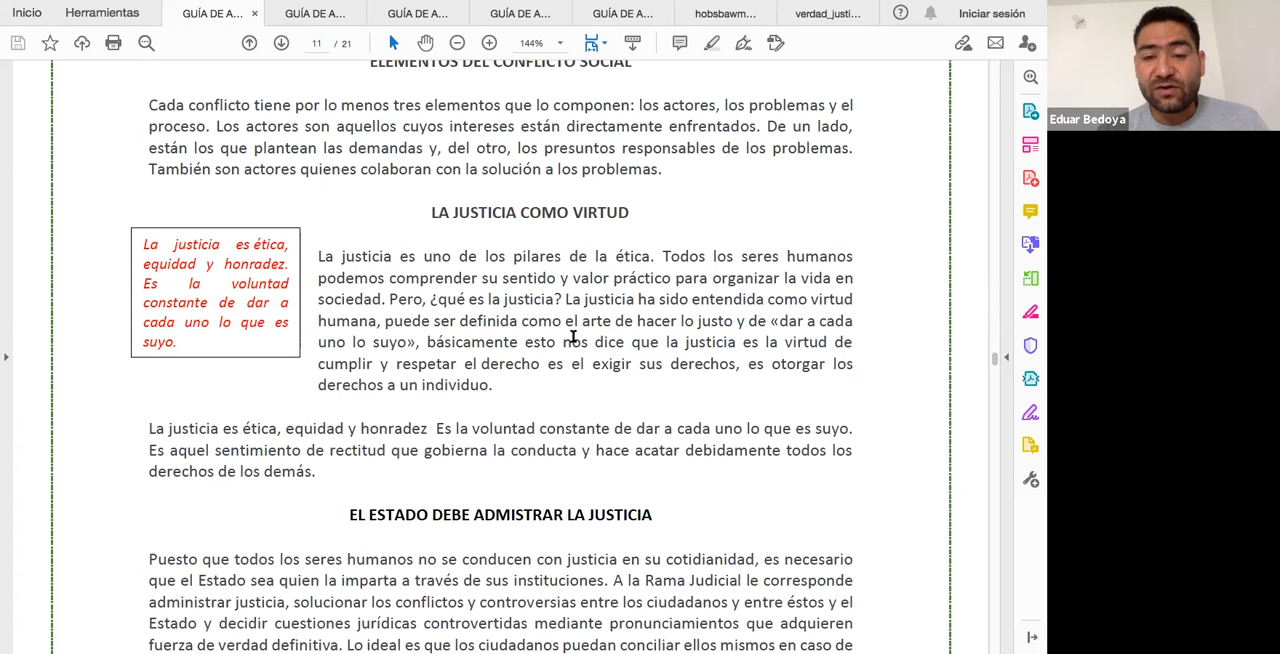 Inicio Herramientas GUÍA DE A... × GUÍA DE A... GUÍA DE A... GUÍA DE A... GUÍA DE A... hobsbawm... verdad_justi... Iniciar sesión
11 / 21 144%
Eduar Bedoya
ELEMENTOS DEL CONFLICTO SOCIAL
Cada conflicto tiene por lo menos tres elementos que lo componen: los actores, los problemas y el
proceso. Los actores son aquellos cuyos intereses están directamente enfrentados. De un lado,
están los que plantean las demandas y, del otro, los presuntos responsables de los problemas.
También son actores quienes colaboran con la solución a los problemas.
LA JUSTICIA COMO VIRTUD
La justicia es ética,
equidad y honradez.
Es la voluntad
constante de dar a
cada uno lo que es
suyo.
La justicia es uno de los pilares de la ética. Todos los seres humanos
podemos comprender su sentido y valor práctico para organizar la vida en
sociedad. Pero, ¿qué es la justicia? La justicia ha sido entendida como virtud
humana, puede ser definida como el arte de hacer lo justo y de «dar a cada
uno lo suyo», básicamente esto nos dice que la justicia es la virtud de
cumplir y respetar el derecho es el exigir sus derechos, es otorgar los
derechos a un individuo.
La justicia es ética, equidad y honradez Es la voluntad constante de dar a cada uno lo que es suyo.
Es aquel sentimiento de rectitud que gobierna la conducta y hace acatar debidamente todos los
derechos de los demás.
EL ESTADO DEBE ADMISTRAR LA JUSTICIA
Puesto que todos los seres humanos no se conducen con justicia en su cotidianidad, es necesario
que el Estado sea quien la imparta a través de sus instituciones. A la Rama Judicial le corresponde
administrar justicia, solucionar los conflictos y controversias entre los ciudadanos y entre éstos y el
Estado y decidir cuestiones jurídicas controvertidas mediante pronunciamientos que adquieren
fuerza de verdad definitiva. Lo ideal es que los ciudadanos puedan conciliar ellos mismos en caso de